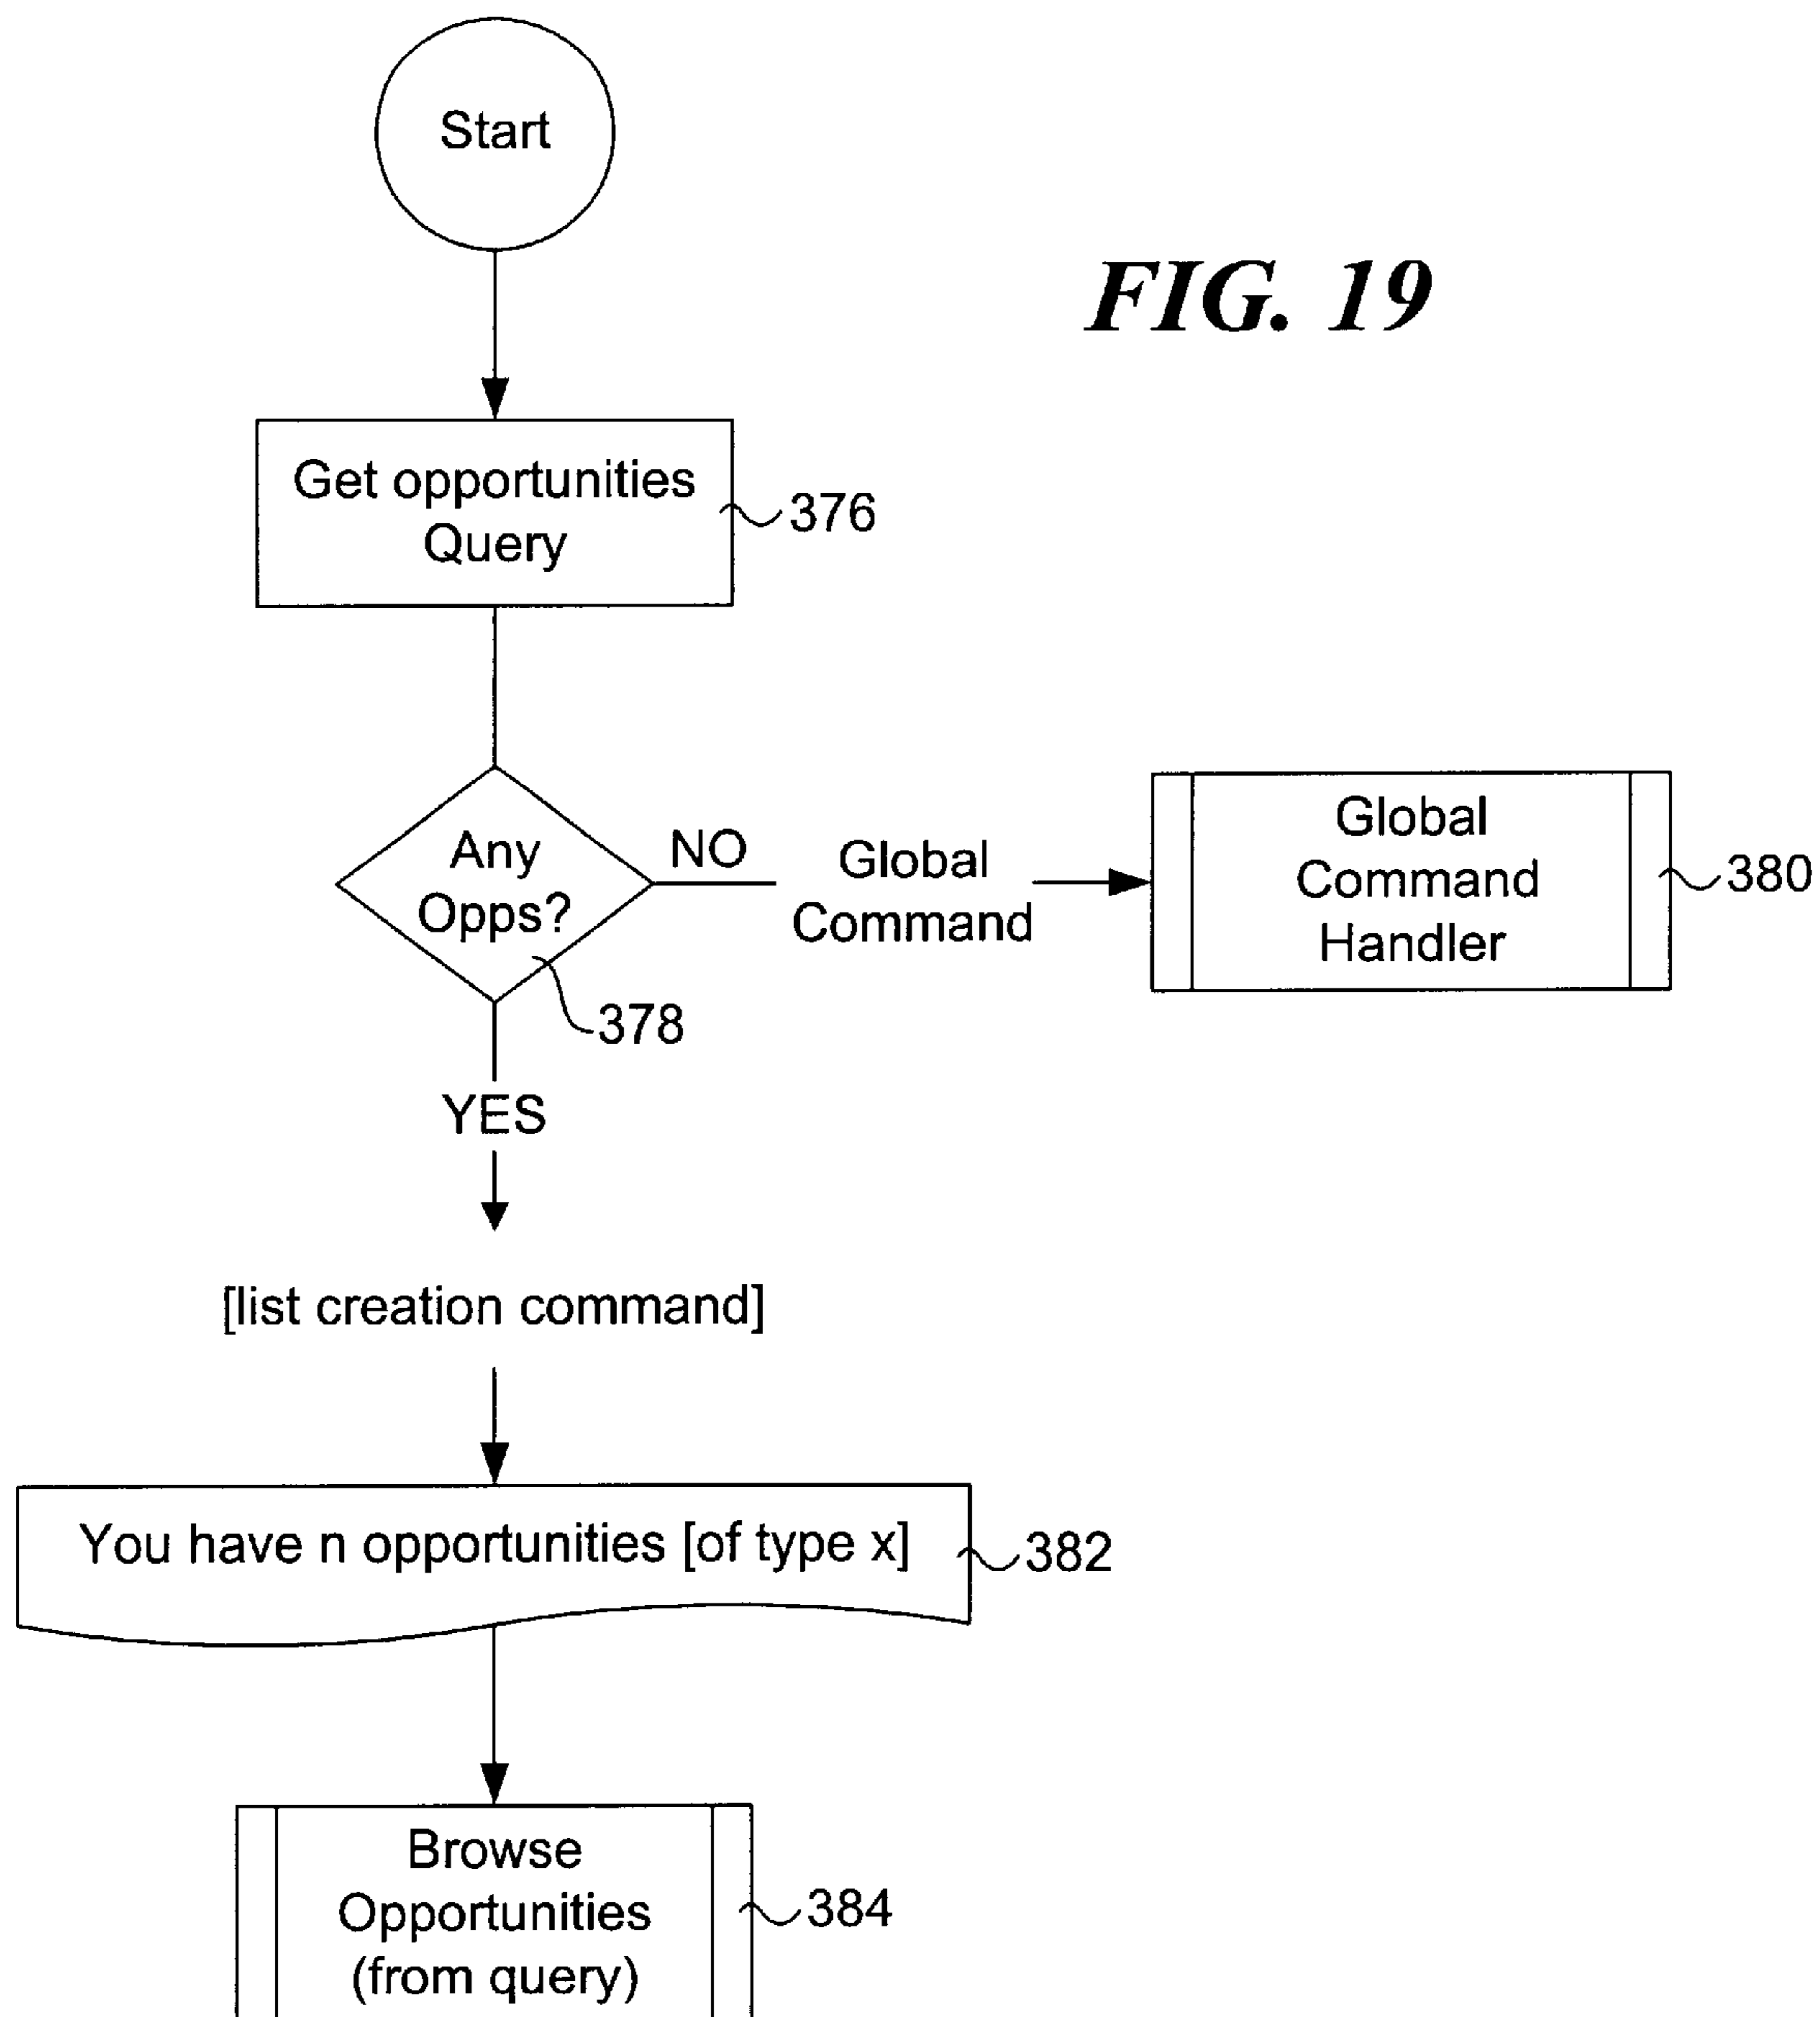 Start
FIG. 19
Get opportunities
Query
376
Any
Opps?
NO
378
Global
Command
Global
Command
Handler
380
YES
[list creation command]
You have n opportunities [of type x]
382
Browse
Opportunities
(from query)
384